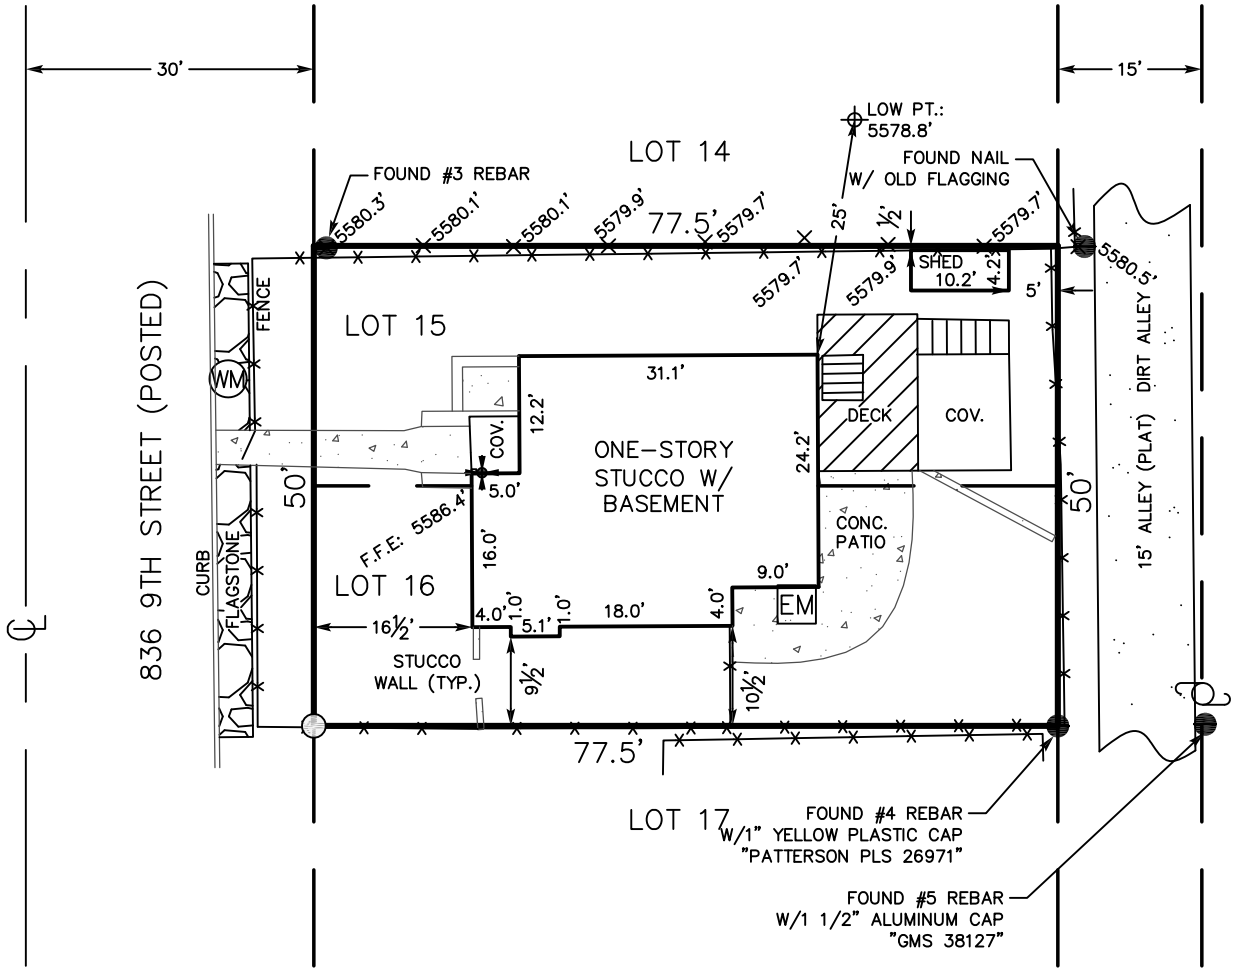 30'
15'
LOW PT.:
5578.8'
LOT 14
FOUND NAIL
W/ OLD FLAGGING
FOUND #3 REBAR
5580.3'
5580.1'
5580.1'
5579.9'
77.5'
5579.7'
25'
1/2'
5579.7'
5580.5'
5579.7'
5579.9'
SHED
10.2'
4.2'
5'
FENCE
LOT 15
WM
31.1'
12.2'
COV.
DECK
COV.
24.2'
ONE-STORY
STUCCO W/
BASEMENT
836 9TH STREET (POSTED)
15' ALLEY (PLAT) DIRT ALLEY
50'
50'
5.0'
F.F.E: 5586.4'
16.0'
CONC.
PATIO
CURB
FLAGSTONE
LOT 16
9.0'
EM
4.0'
4.0'
1.0'
5.1'
1.0'
18.0'
16½'
STUCCO
WALL (TYP.)
9½'
10½'
77.5'
LOT 17
FOUND #4 REBAR
W/1" YELLOW PLASTIC CAP
"PATTERSON PLS 26971"
FOUND #5 REBAR
W/1 1/2" ALUMINUM CAP
"GMS 38127"